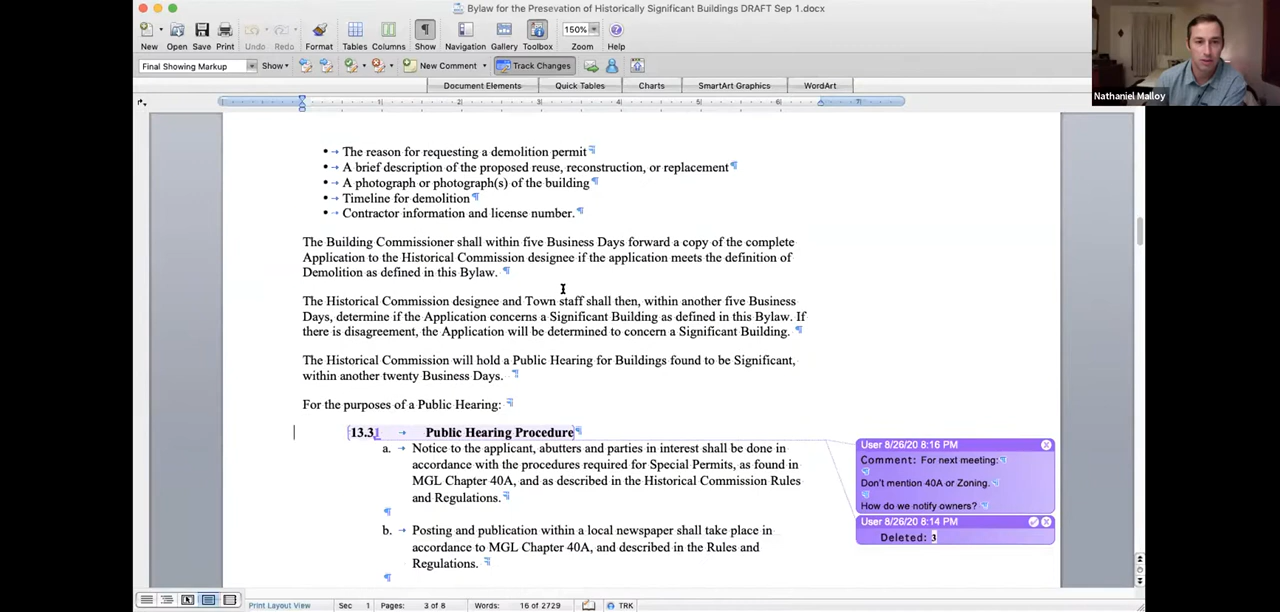 Bylaw for the Presevation of Historically Significant Buildings DRAFT Sep 1.docx
150%
New Open Save Print Undo Redo Format Tables Columns Show Navigation Gallery Toolbox Zoom Help
Final Showing Markup Show New Comment Track Changes
Document Elements Quick Tables Charts SmartArt Graphics WordArt
1 2 3 4 5 6 7
Nathaniel Malloy
• The reason for requesting a demolition permit
• A brief description of the proposed reuse, reconstruction, or replacement
• A photograph or photograph(s) of the building
• Timeline for demolition
• Contractor information and license number.
The Building Commissioner shall within five Business Days forward a copy of the complete
Application to the Historical Commission designee if the application meets the definition of
Demolition as defined in this Bylaw.
The Historical Commission designee and Town staff shall then, within another five Business
Days, determine if the Application concerns a Significant Building as defined in this Bylaw. If
there is disagreement, the Application will be determined to concern a Significant Building.
The Historical Commission will hold a Public Hearing for Buildings found to be Significant,
within another twenty Business Days.
For the purposes of a Public Hearing:
13.31 Public Hearing Procedure
a. Notice to the applicant, abutters and parties in interest shall be done in
accordance with the procedures required for Special Permits, as found in
MGL Chapter 40A, and as described in the Historical Commission Rules
and Regulations.
b. Posting and publication within a local newspaper shall take place in
accordance to MGL Chapter 40A, and described in the Rules and
Regulations.
User 8/26/20 8:16 PM
Comment: For next meeting:
Don't mention 40A or Zoning.
How do we notify owners?
User 8/26/20 8:14 PM
Deleted: 3
Print Layout View Sec 1 Pages: 3 of 8 Words: 16 of 2729 TRK